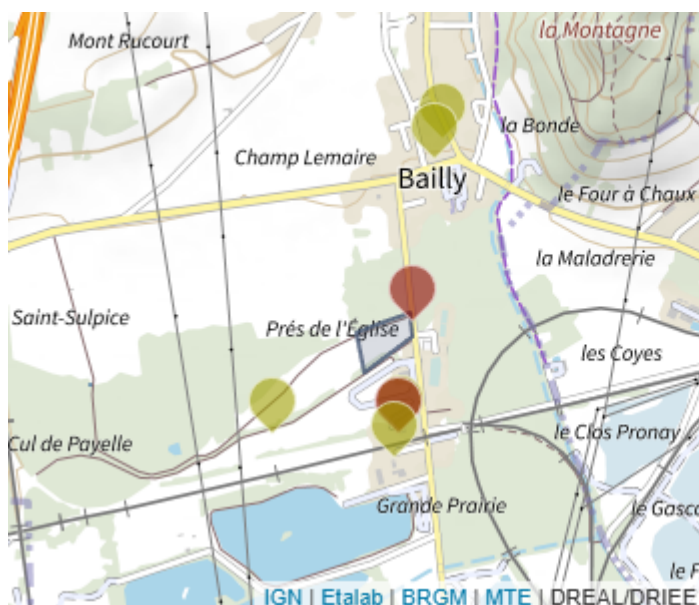 Mont Rucourt
la Montagne
la Bonde
Champ Lemaire
Bailly
le Four à Chaux
la Maladrerie
Saint-Sulpice
Prés de l'Église
les Coyes
Cul de Payelle
le Clos Pronay
Grande Prairie
le Gasc
le F
IGN | Etalab | BRGM | MTE | DREAL/DRIEE